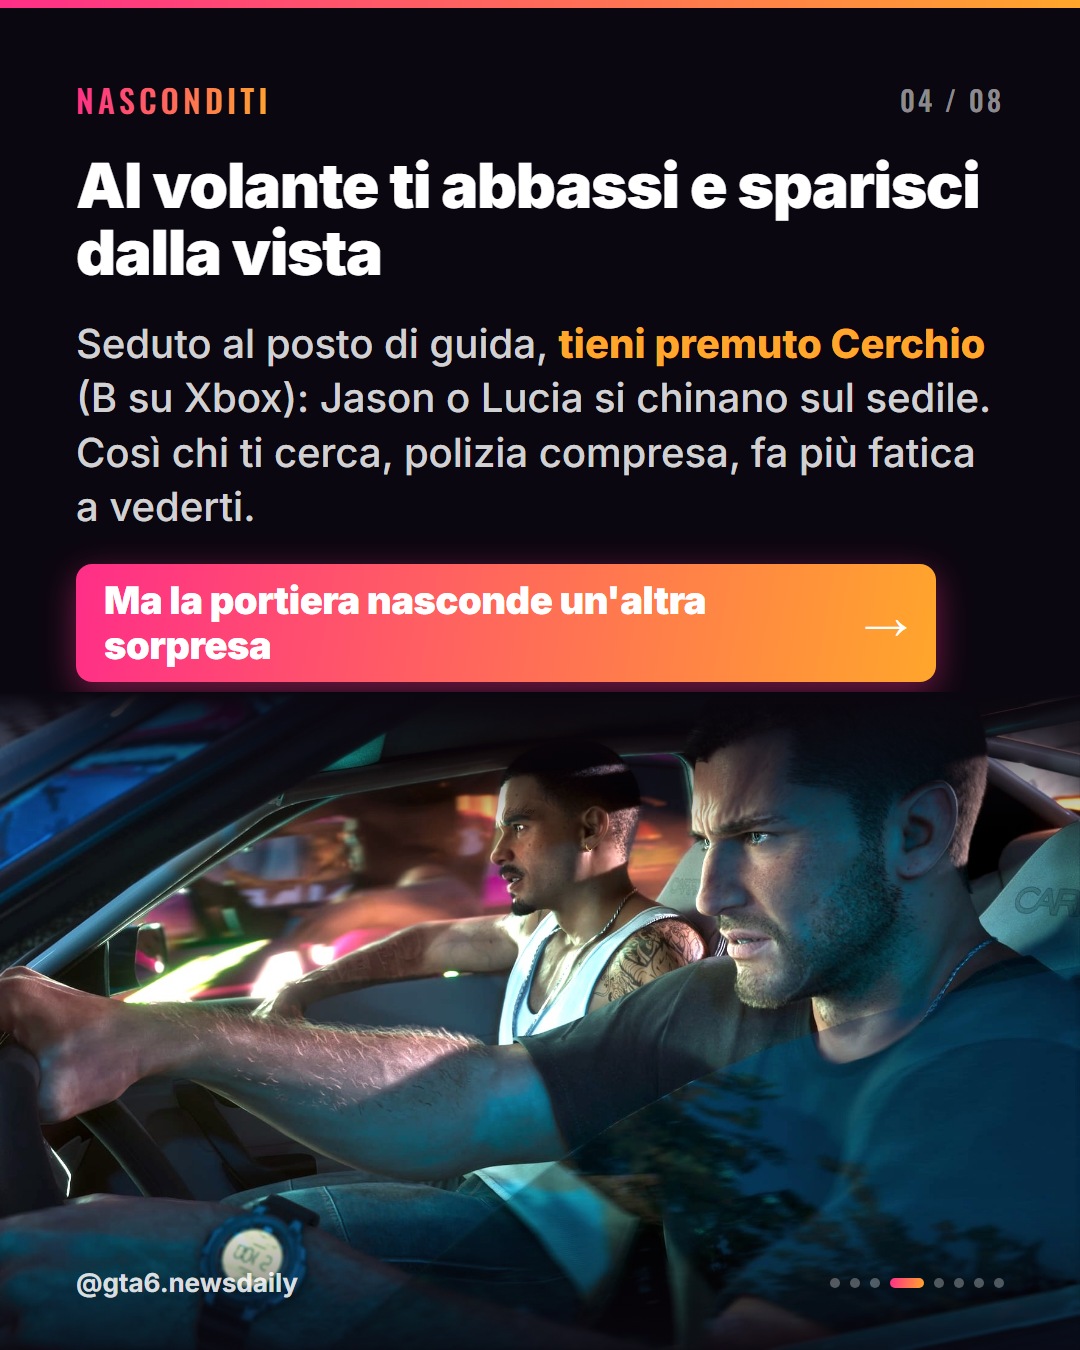 NASCONDITI
04 / 08
Al volante ti abbassi e sparisci
dalla vista
Seduto al posto di guida, tieni premuto Cerchio
(B su Xbox): Jason o Lucia si chinano sul sedile.
Così chi ti cerca, polizia compresa, fa più fatica
a vederti.
Ma la portiera nasconde un'altra
sorpresa
→
@gta6.newsdaily